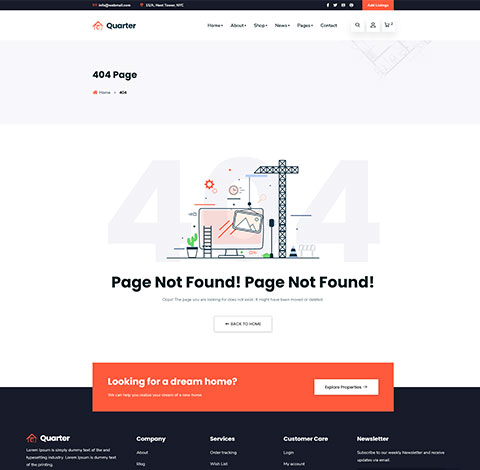 info@webmail.com 15/A, Nest Tower, NYC Add Listings
Quarter Home About Shop News Pages Contact 2
404 Page
Home 404
404
Page Not Found! Page Not Found!
Oops! The page you are looking for does not exist. It might have been moved or deleted.
BACK TO HOME
Looking for a dream home?
We can help you realize your dream of a new home
Explore Properties
Quarter Company Services Customer Care Newsletter
Lorem Ipsum is simply dummy text of the and typesetting industry. Lorem Ipsum is dummy text of the printing.
About Order tracking Login Subscribe to our weekly Newsletter and receive updates via email.
Blog Wish List My account